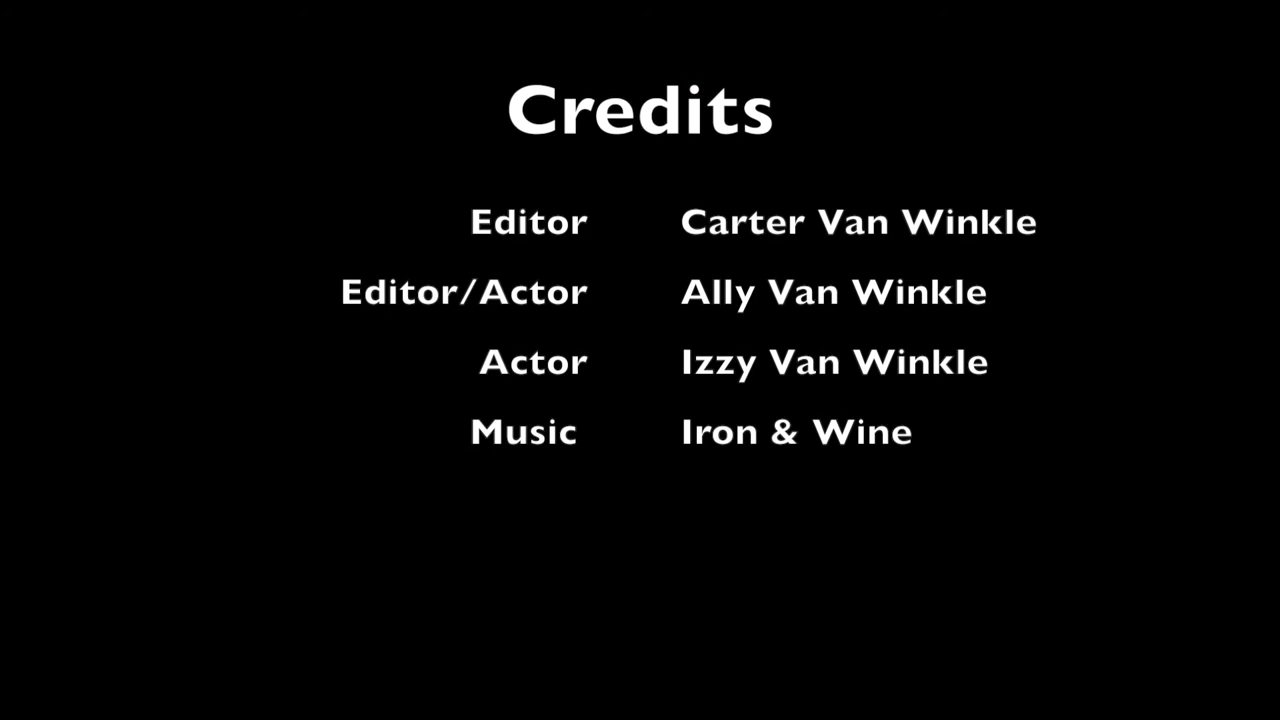 Credits
Editor Carter Van Winkle
Editor/Actor Ally Van Winkle
Actor Izzy Van Winkle
Music Iron & Wine